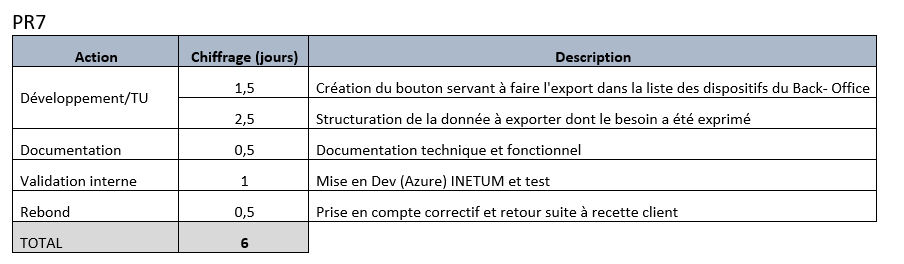 PR7
Action Chiffrage (jours) Description
Développement/TU 1,5 Création du bouton servant à faire l'export dans la liste des dispositifs du Back- Office
2,5 Structuration de la donnée à exporter dont le besoin a été exprimé
Documentation 0,5 Documentation technique et fonctionnel
Validation interne 1 Mise en Dev (Azure) INETUM et test
Rebond 0,5 Prise en compte correctif et retour suite à recette client
TOTAL 6